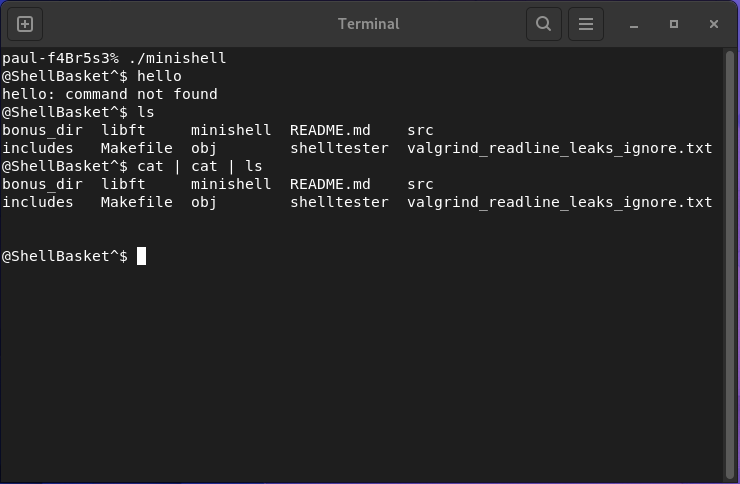 Terminal
paul-f4Br5s3% ./minishell
@ShellBasket^$ hello
hello: command not found
@ShellBasket^$ ls
bonus_dir  libft     minishell  README.md    src
includes   Makefile  obj        shelltester  valgrind_readline_leaks_ignore.txt
@ShellBasket^$ cat | cat | ls
bonus_dir  libft     minishell  README.md    src
includes   Makefile  obj        shelltester  valgrind_readline_leaks_ignore.txt
@ShellBasket^$